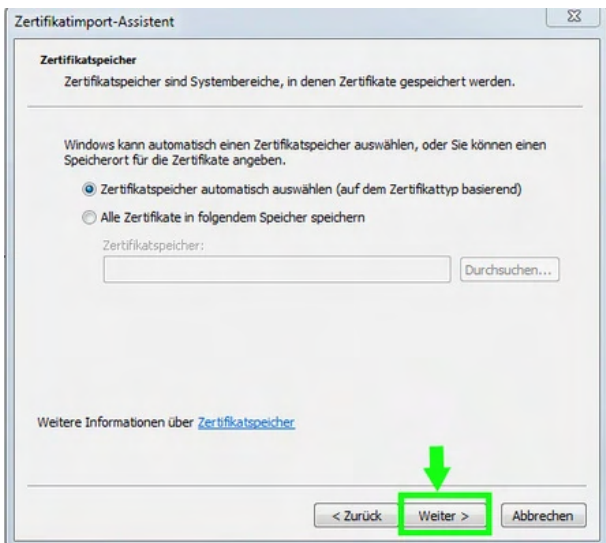 Zertifikatimport-Assistent
Zertifikatspeicher
Zertifikatspeicher sind Systembereiche, in denen Zertifikate gespeichert werden.
Windows kann automatisch einen Zertifikatspeicher auswählen, oder Sie können einen
Speicherort für die Zertifikate angeben.
Zertifikatspeicher automatisch auswählen (auf dem Zertifikattyp basierend)
Alle Zertifikate in folgendem Speicher speichern
Zertifikatspeicher:
Durchsuchen...
Weitere Informationen über Zertifikatspeicher
< Zurück Weiter > Abbrechen